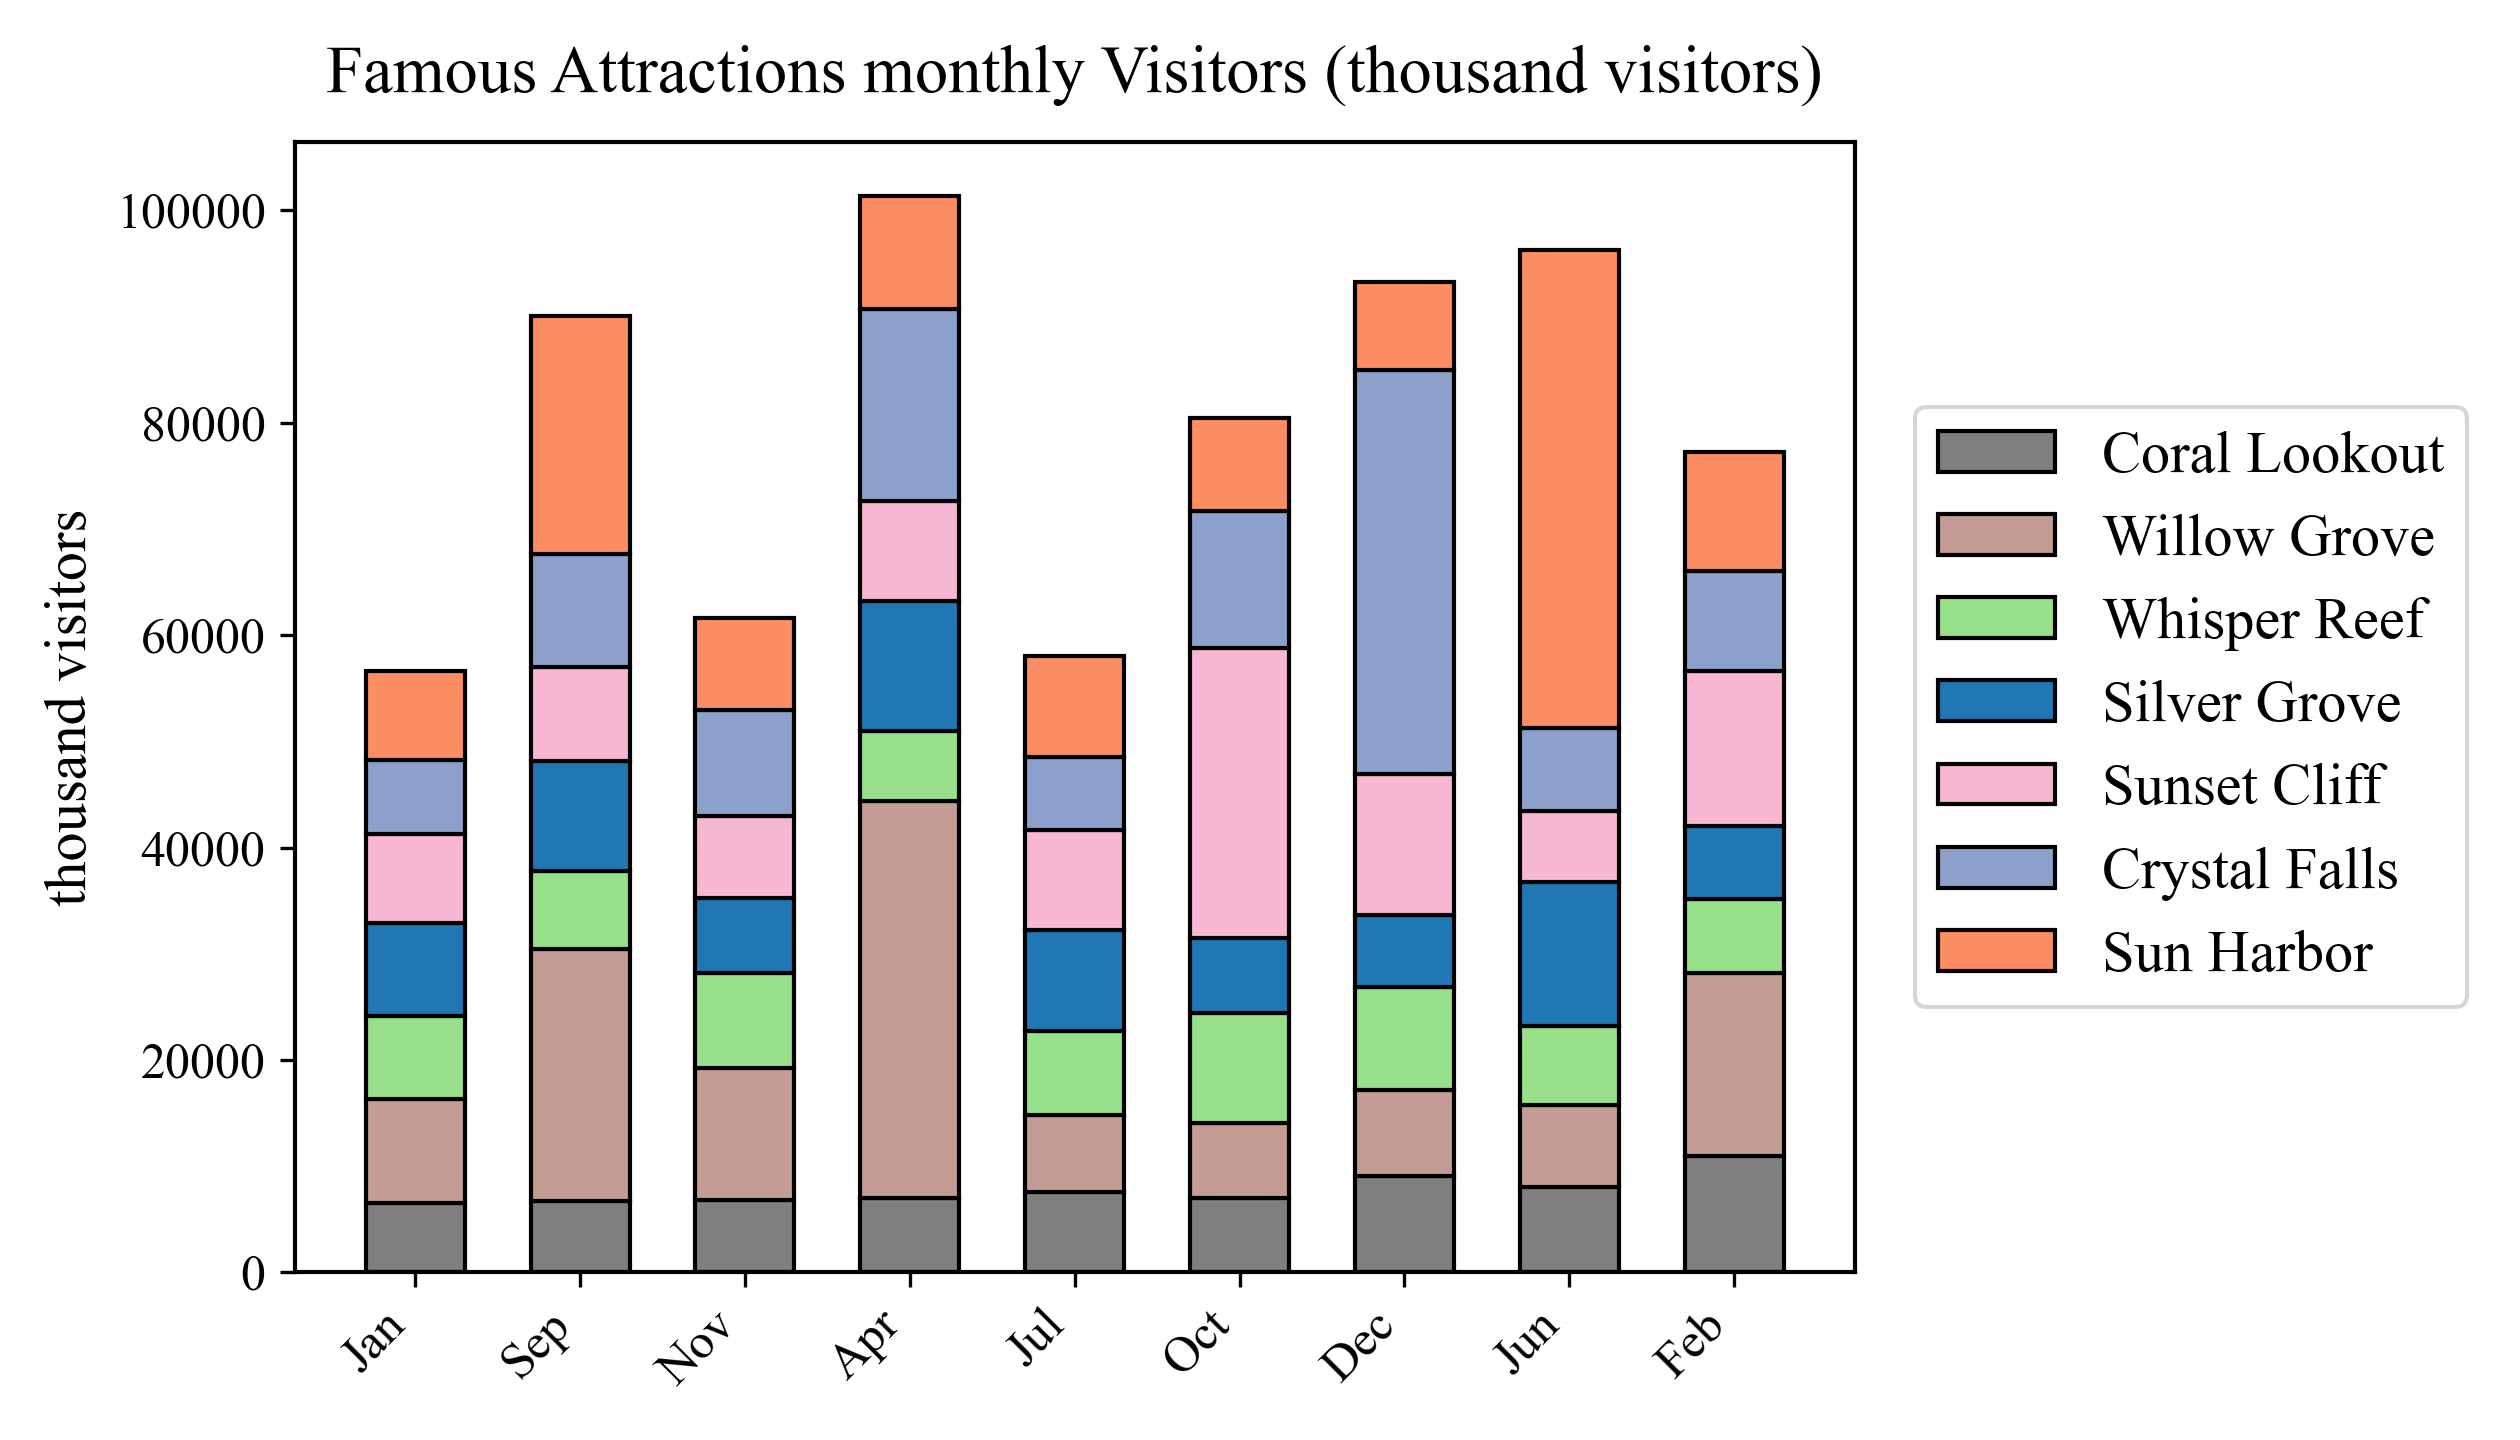 Famous Attractions monthly Visitors (thousand visitors)
thousand visitors
100000
80000
60000
40000
20000
0
Jan
Sep
Nov
Apr
Jul
Oct
Dec
Jun
Feb
Coral Lookout
Willow Grove
Whisper Reef
Silver Grove
Sunset Cliff
Crystal Falls
Sun Harbor